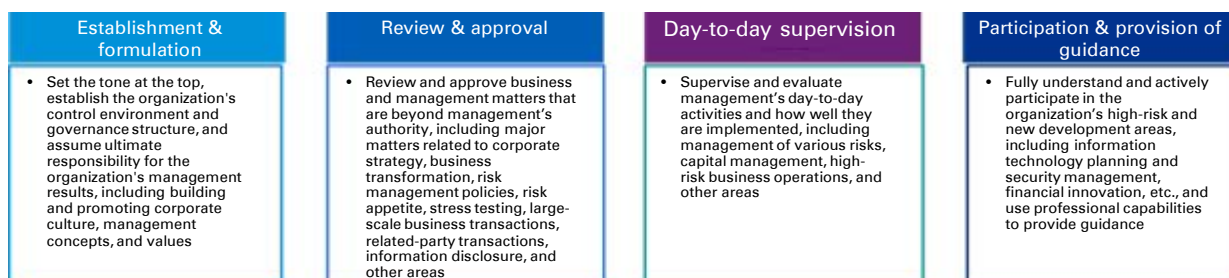 Establishment &
formulation
• Set the tone at the top,
establish the organization's
control environment and
governance structure, and
assume ultimate
responsibility for the
organization's management
results, including building
and promoting corporate
culture, management
concepts, and values
Review & approval
• Review and approve business
and management matters that
are beyond management's
authority, including major
matters related to corporate
strategy, business
transformation, risk
management policies, risk
appetite, stress testing, large-
scale business transactions,
related-party transactions,
information disclosure, and
other areas
Day-to-day supervision
• Supervise and evaluate
management's day-to-day
activities and how well they
are implemented, including
management of various risks,
capital management, high-
risk business operations, and
other areas
Participation & provision of
guidance
• Fully understand and actively
participate in the
organization's high-risk and
new development areas,
including information
technology planning and
security management,
financial innovation, etc., and
use professional capabilities
to provide guidance